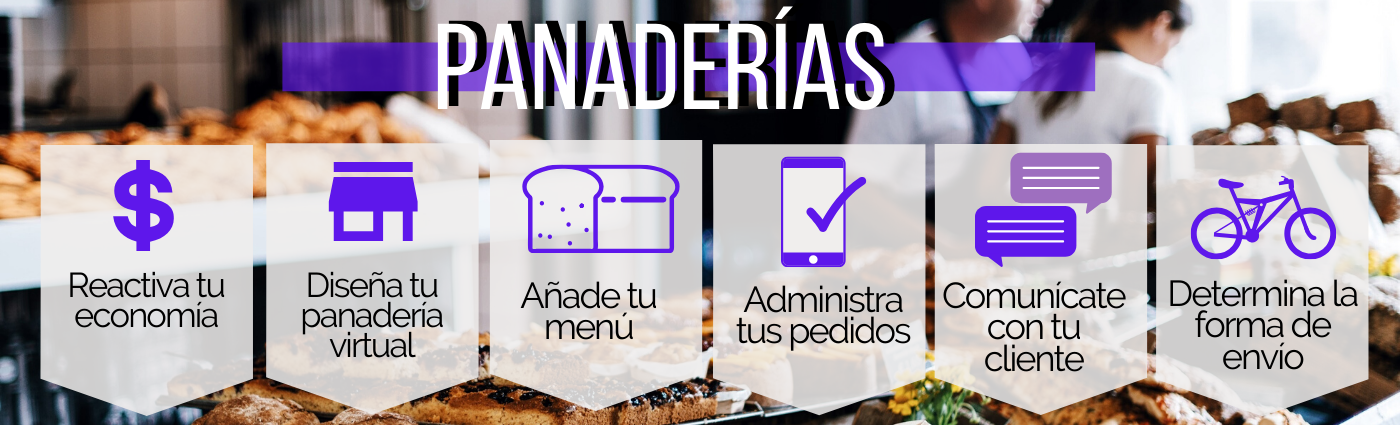 PANADERÍAS
$
Reactiva tu
economía
Diseña tu
panadería
virtual
Añade tu
menú
Administra
tus pedidos
Comunícate
con tu
cliente
Determina la
forma de
envío